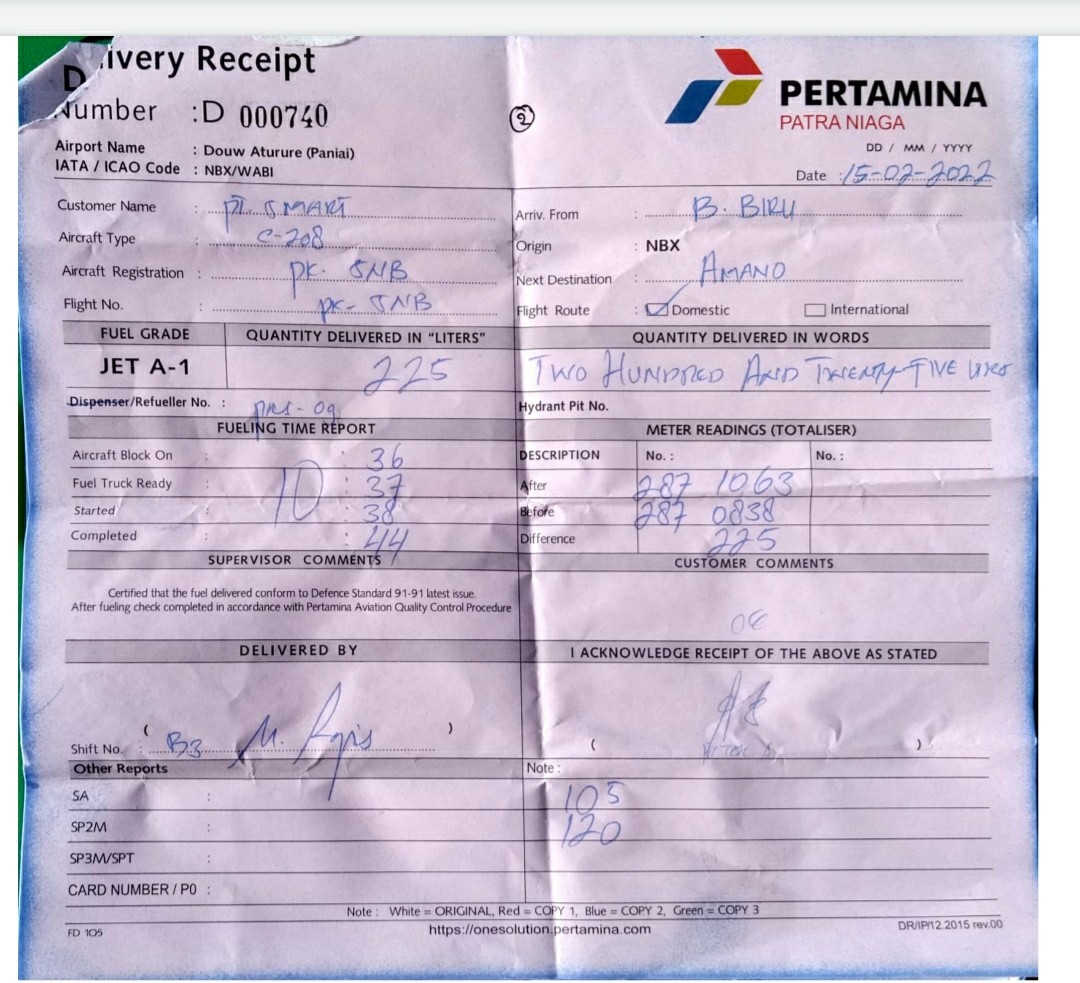 Delivery Receipt
Number : D 000740
②
PERTAMINA
PATRA NIAGA
Airport Name : Douw Aturure (Paniai)
IATA / ICAO Code : NBX/WABI
DD / MM / YYYY
Date : 15-02-2022
Customer Name : PT. SMART
Aircraft Type : C-208
Aircraft Registration : PK- SNB
Flight No. : PK- SNB
Arriv. From : B. BIRU
Origin : NBX
Next Destination : AMANO
Flight Route : Domestic International
FUEL GRADE QUANTITY DELIVERED IN "LITERS" QUANTITY DELIVERED IN WORDS
JET A-1 225 TWO HUNDRED AND TWENTY FIVE
Dispenser/Refueller No. : Hydrant Pit No.
FUELING TIME REPORT METER READINGS (TOTALISER)
Aircraft Block On : : 36
Fuel Truck Ready : 10 : 37
Started : : 38
Completed : : 44
DESCRIPTION No. : No. :
After 287 1063
Before 287 0838
Difference 225
SUPERVISOR COMMENTS CUSTOMER COMMENTS
Certified that the fuel delivered conform to Defence Standard 91-91 latest issue.
After fueling check completed in accordance with Pertamina Aviation Quality Control Procedure
DELIVERED BY I ACKNOWLEDGE RECEIPT OF THE ABOVE AS STATED
( ) ( )
Shift No. : B3
Other Reports Note :
SA : 105
SP2M : 120
SP3M/SPT :
CARD NUMBER / PO :
Note : White = ORIGINAL, Red = COPY 1, Blue = COPY 2, Green = COPY 3
FD 105 https://onesolution.pertamina.com DR/IP/12.2015 rev.00